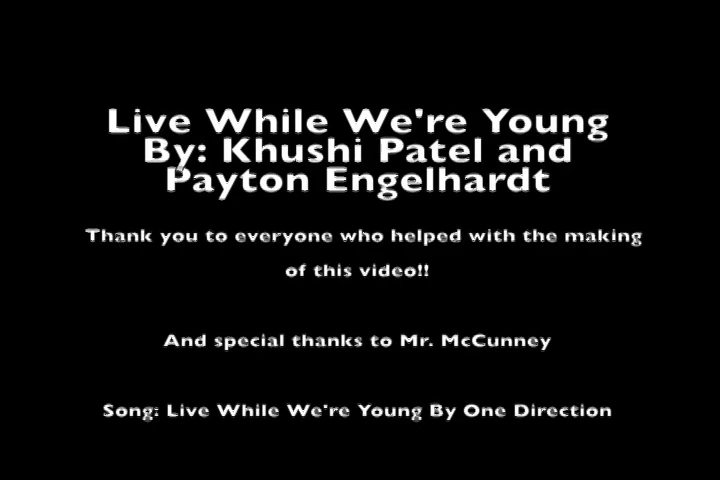 Live While We're Young
By: Khushi Patel and
Payton Engelhardt
Thank you to everyone who helped with the making
of this video!!
And special thanks to Mr. McCunney
Song: Live While We're Young By One Direction